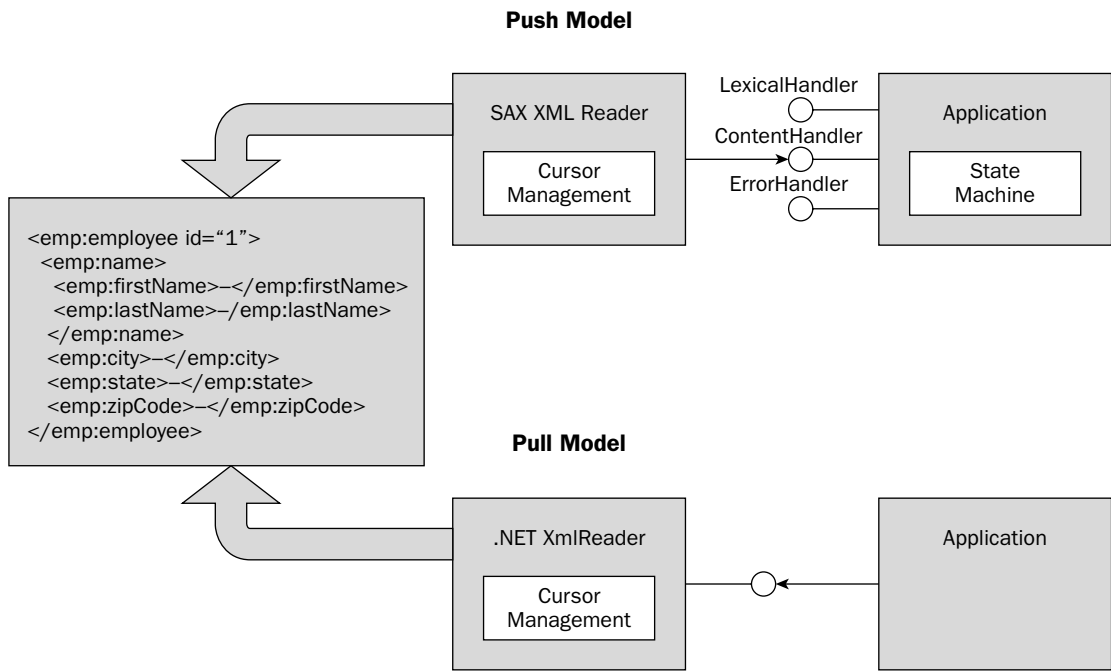 Push Model
SAX XML Reader
Cursor
Management
LexicalHandler
ContentHandler
ErrorHandler
Application
State
Machine
<emp:employee id=“1”>
<emp:name>
<emp:firstName>–</emp:firstName>
<emp:lastName>–/emp:lastName>
</emp:name>
<emp:city>–</emp:city>
<emp:state>–</emp:state>
<emp:zipCode>–</emp:zipCode>
</emp:employee>
Pull Model
.NET XmlReader
Cursor
Management
Application